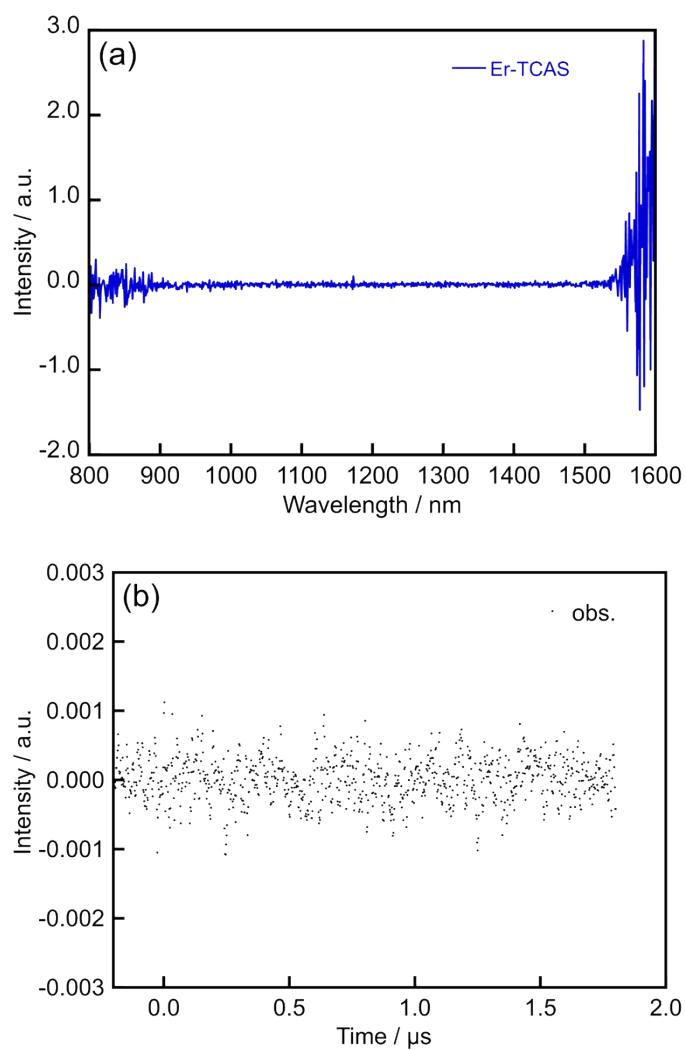 3.0
(a)
Er-TCAS
2.0
1.0
0.0
-1.0
-2.0
Intensity / a.u.
800 900 1000 1100 1200 1300 1400 1500 1600
Wavelength / nm
0.003
(b)
obs.
0.002
0.001
0.000
-0.001
-0.002
-0.003
Intensity / a.u.
0.0 0.5 1.0 1.5 2.0
Time / µs